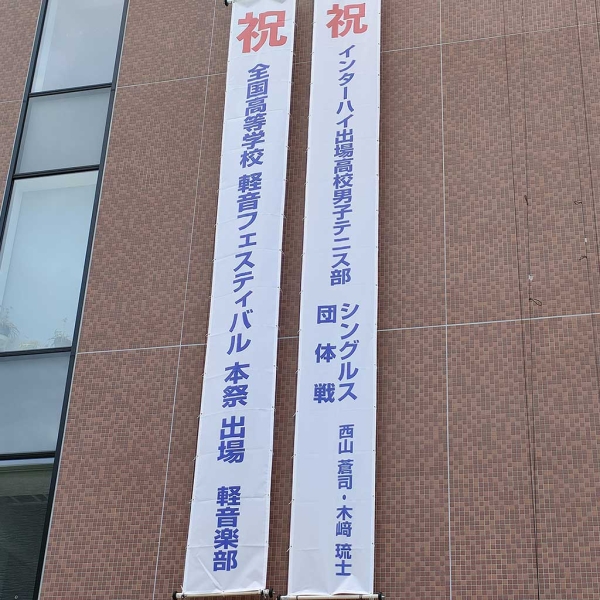 祝
インターハイ出場高校男子テニス部
シングルス
団体戦
西山 蒼司・木﨑 琉士
祝
全国高等学校 軽音フェスティバル 本祭 出場 軽音楽部